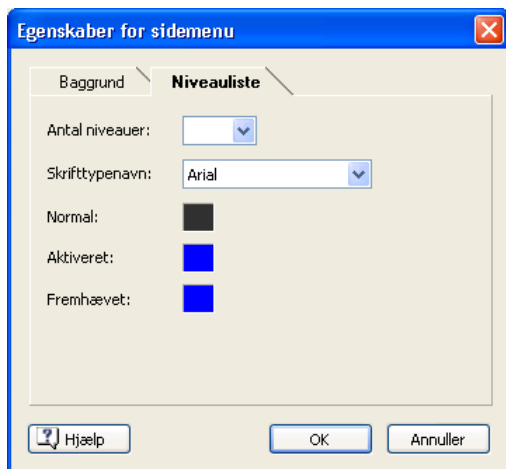 Egenskaber for sidemenu
Baggrund Niveauliste
Antal niveauer:
Skrifttypenavn: Arial
Normal:
Aktiveret:
Fremhævet:
Hjælp OK Annuller